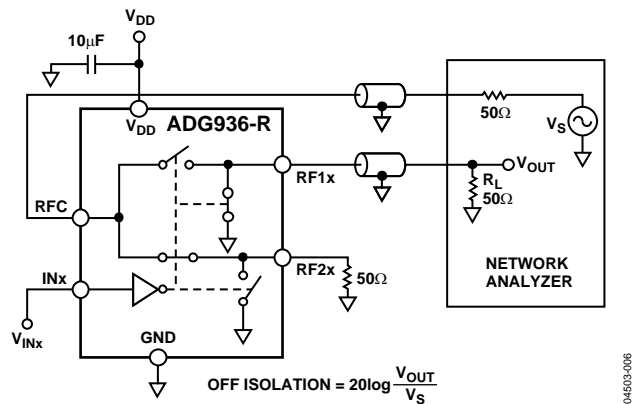 VDD
10μF
VDD
ADG936-R
50Ω
VS
VOUT
RF1x
RL
50Ω
RFC
RF2x
50Ω
INx
NETWORK
ANALYZER
VINx
GND
OFF ISOLATION = 20log VOUT
VS
04503-006